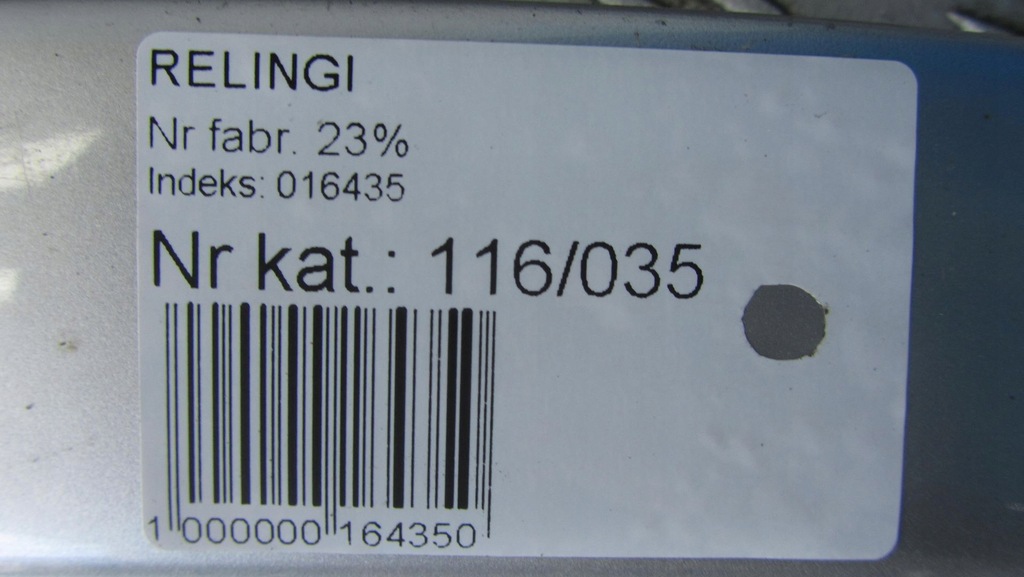 RELINGI
Nr fabr. 23%
Indeks: 016435
Nr kat.: 116/035
1 000000 164350